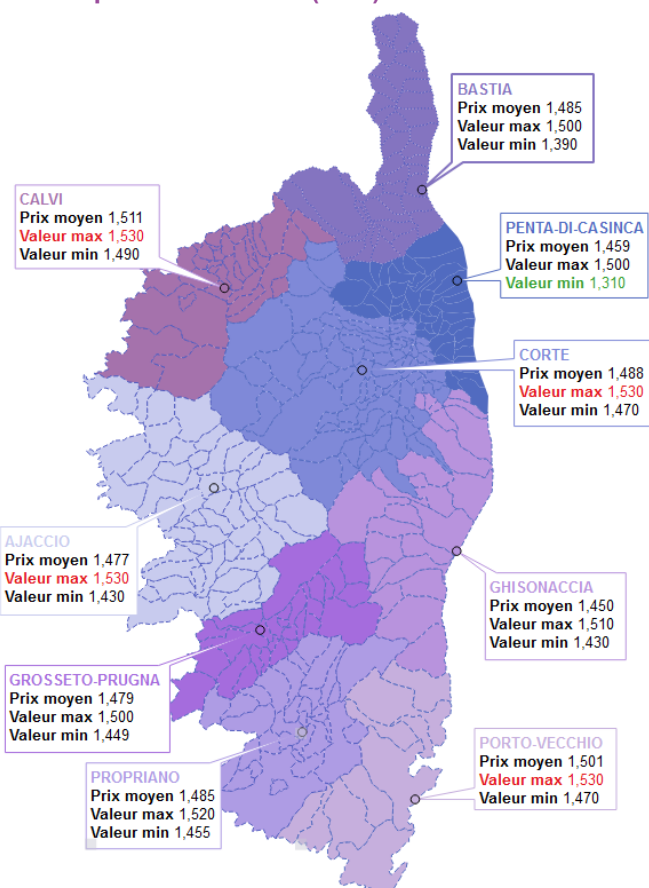 BASTIA
Prix moyen 1,485
Valeur max 1,500
Valeur min 1,390
CALVI
Prix moyen 1,511
Valeur max 1,530
Valeur min 1,490
PENTA-DI-CASINCA
Prix moyen 1,459
Valeur max 1,500
Valeur min 1,310
CORTE
Prix moyen 1,488
Valeur max 1,530
Valeur min 1,470
AJACCIO
Prix moyen 1,477
Valeur max 1,530
Valeur min 1,430
GHISONACCIA
Prix moyen 1,450
Valeur max 1,510
Valeur min 1,430
GROSSETO-PRUGNA
Prix moyen 1,479
Valeur max 1,500
Valeur min 1,449
PORTO-VECCHIO
Prix moyen 1,501
Valeur max 1,530
Valeur min 1,470
PROPRIANO
Prix moyen 1,485
Valeur max 1,520
Valeur min 1,455